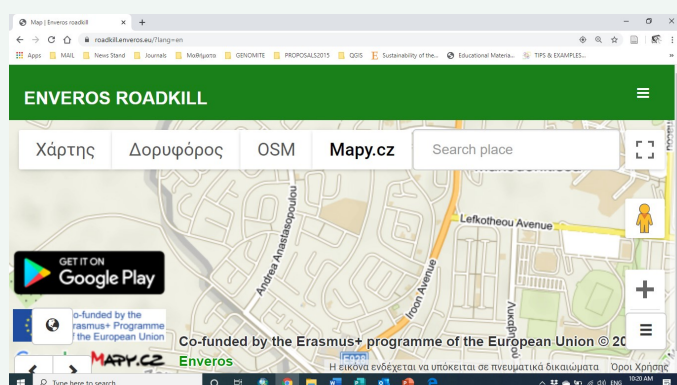 Map | Enveros roadkill
roadkill.enveros.eu/?lang=en
Apps MAIL News Stand Journals Μαθήματα GENOMITE PROPOSALS2015 QGIS Sustainability of the... Educational Materia... TIPS & EXAMPLES...
ENVEROS ROADKILL
Χάρτης Δορυφόρος OSM Mapy.cz Search place
Lefkotheou Avenue
Andrea Anastasopoulou
Iroon Avenue
GET IT ON
Google Play
o-funded by the
rasmus+ Programme
the European Union
Co-funded by the Erasmus+ programme of the European Union © 20
MAPY.CZ
Enveros
Η εικόνα ενδέχεται να υπόκειται σε πνευματικά δικαιώματα Όροι Χρήσης
Type here to search
ENG
10:20 AM